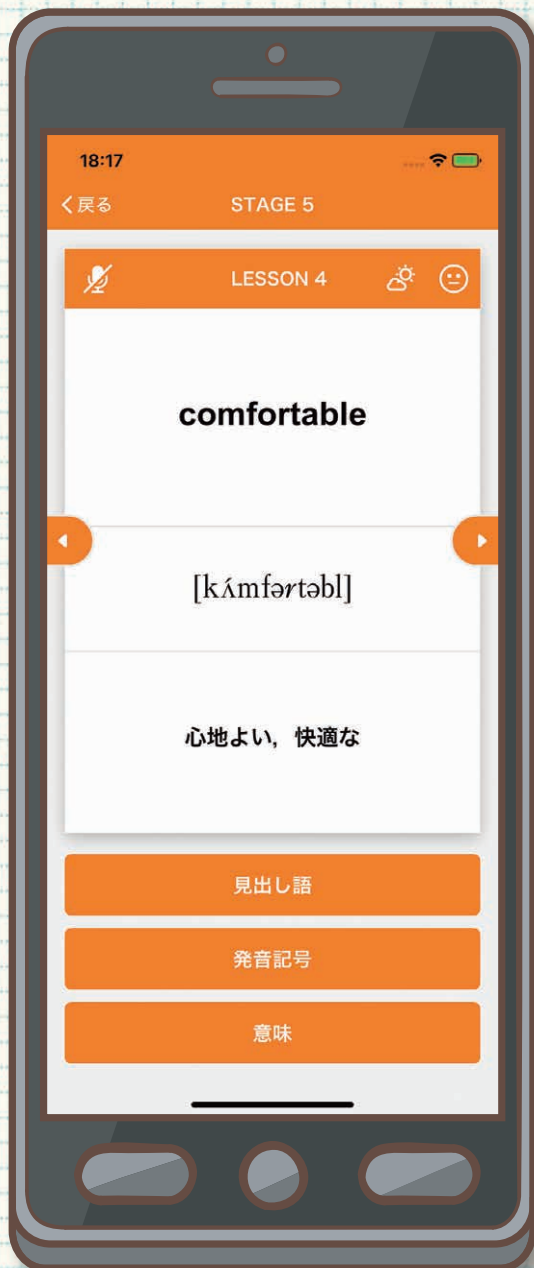 18:17
戻る
STAGE 5
LESSON 4
comfortable
[kʌ́mfərtəbl]
心地よい，快適な
見出し語
発音記号
意味